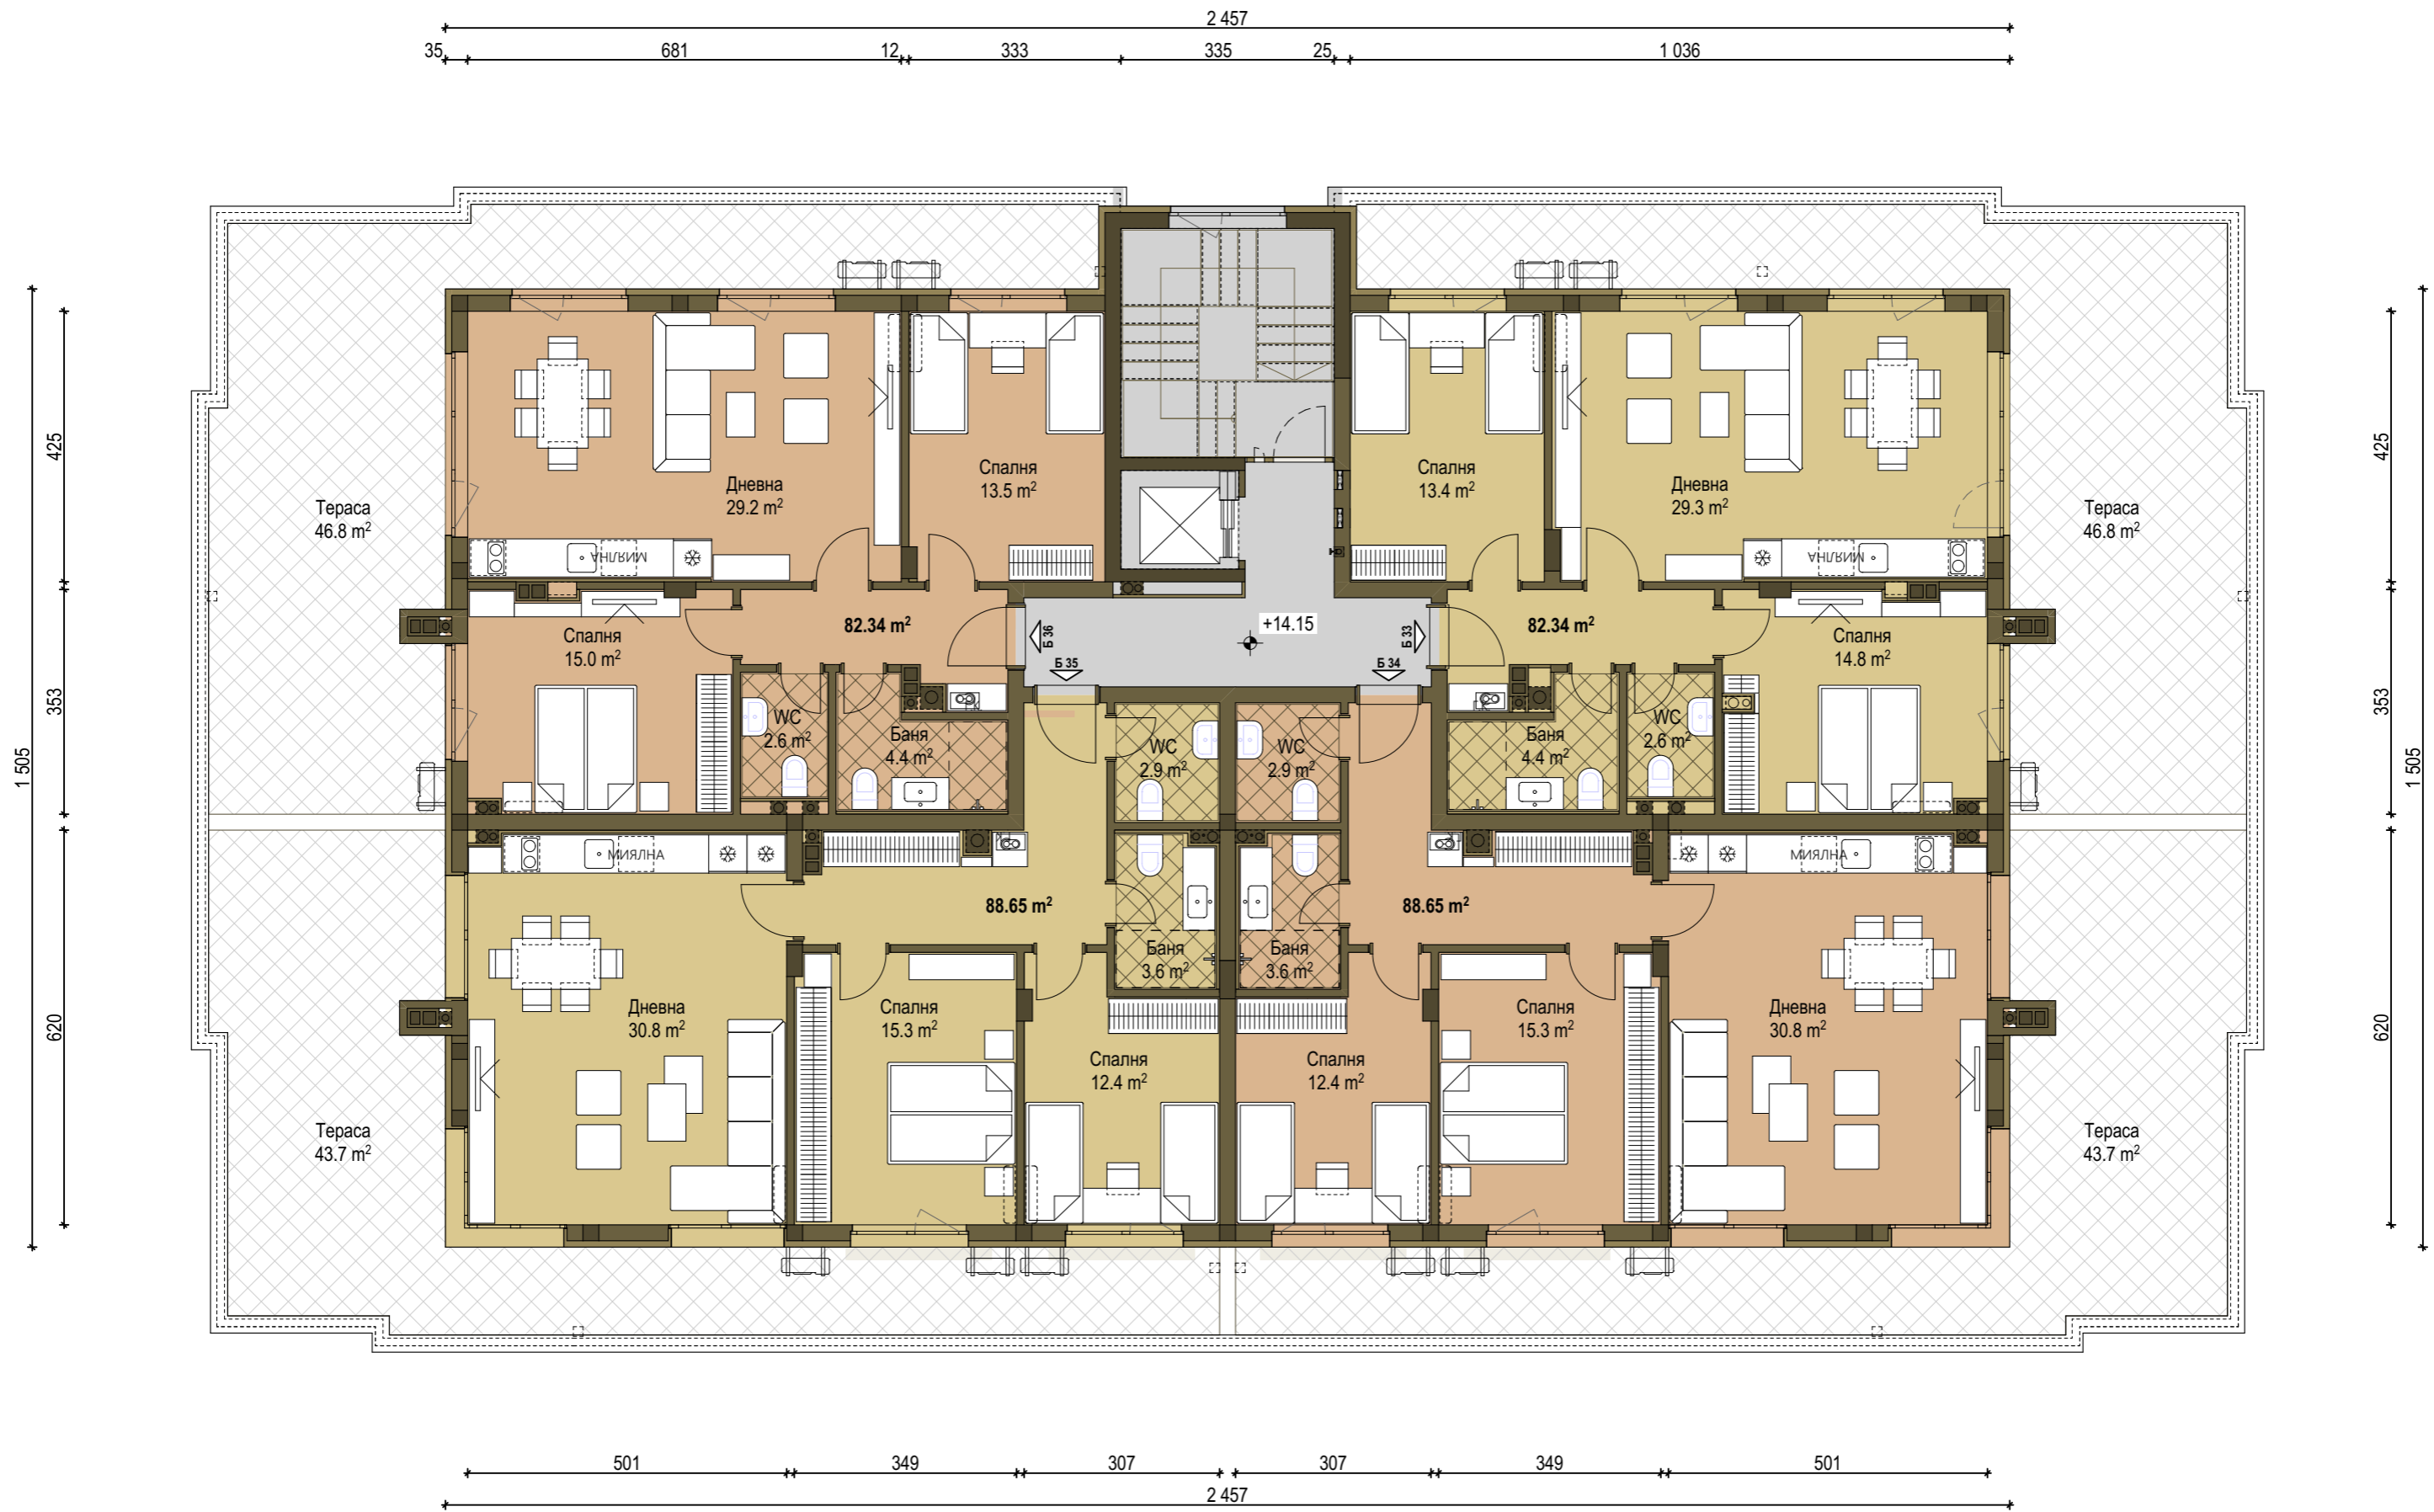 2 457
35 681 12 333 335 25 1 036
1 505
425
353
620
425
353
620
1 505
Тераса
46.8 m²
Дневна
29.2 m²
Спалня
13.5 m²
Спалня
13.4 m²
Дневна
29.3 m²
Тераса
46.8 m²
МИЯЛНА
МИЯЛНА
Спалня
15.0 m²
82.34 m²
Б 36
+14.15
Б 33
Б 35
Б 34
82.34 m²
Спалня
14.8 m²
WC
2.6 m²
Баня
4.4 m²
WC
2.9 m²
WC
2.9 m²
Баня
4.4 m²
WC
2.6 m²
МИЯЛНА
МИЯЛНА
88.65 m²
88.65 m²
Баня
3.6 m²
Баня
3.6 m²
Дневна
30.8 m²
Спалня
15.3 m²
Спалня
12.4 m²
Спалня
12.4 m²
Спалня
15.3 m²
Дневна
30.8 m²
Тераса
43.7 m²
Тераса
43.7 m²
501 349 307 307 349 501
2 457